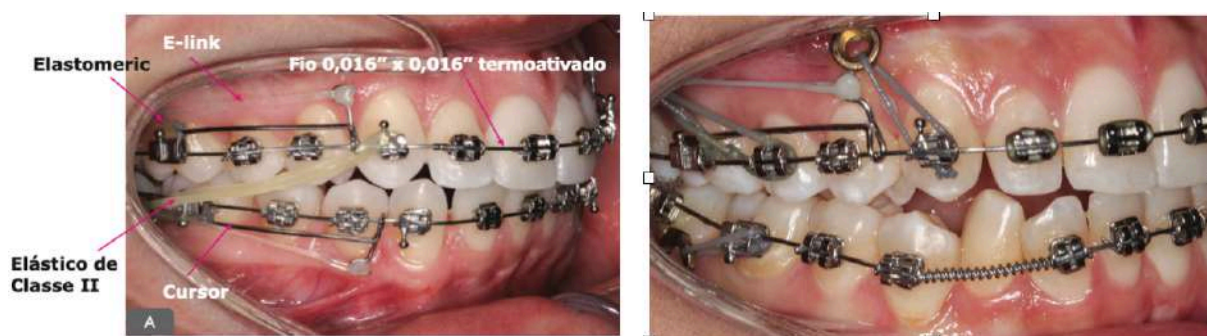 E-link
Elastomeric
Fio 0,016” x 0,016” termoativado
Elástico de
Classe II
Cursor
A